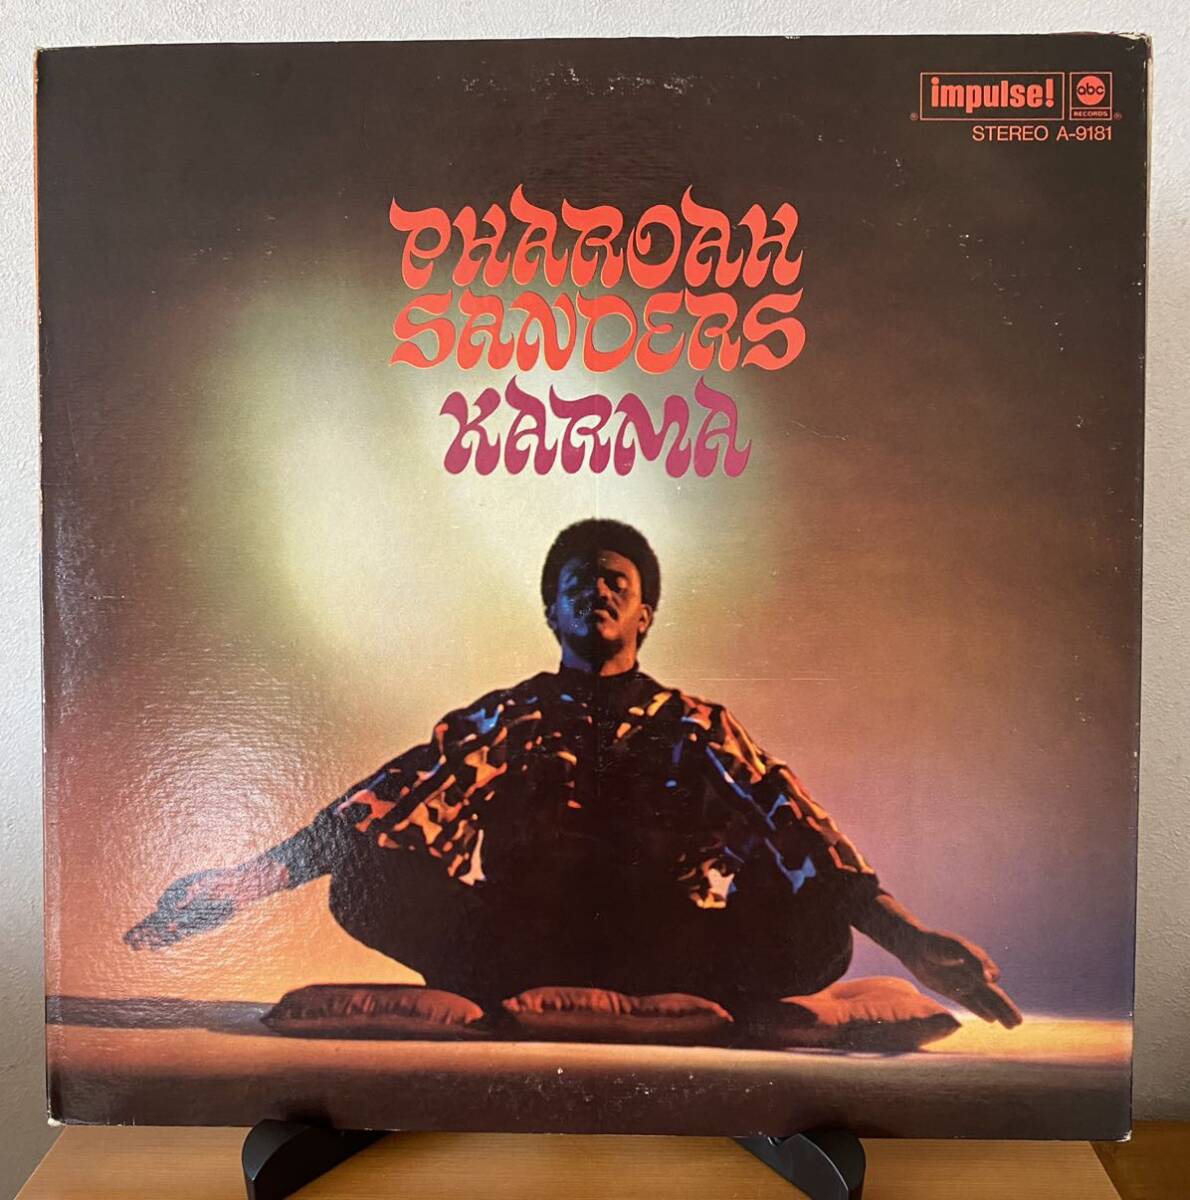 impulse!
abc
RECORDS
STEREO A-9181
PHAROAH
SANDERS
KARMA